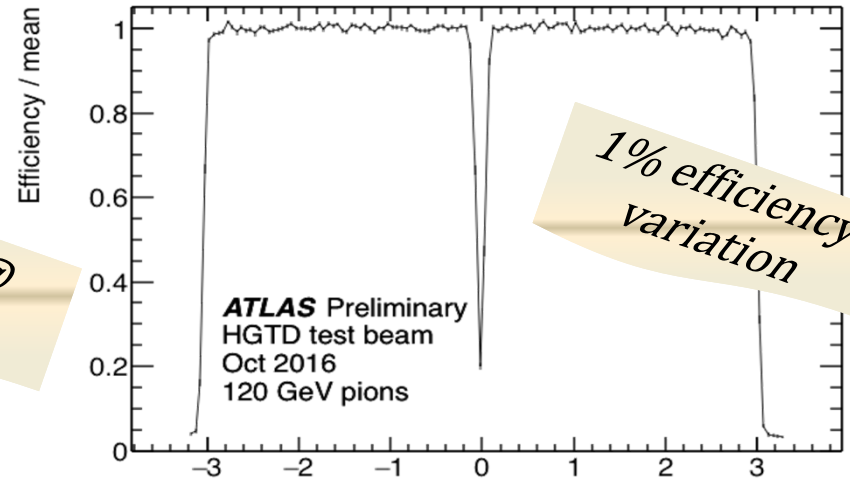 Efficiency / mean
1
0.8
0.6
0.4
0.2
0
ATLAS Preliminary
HGTD test beam
Oct 2016
120 GeV pions
1% efficiency
variation
−3 −2 −1 0 1 2 3